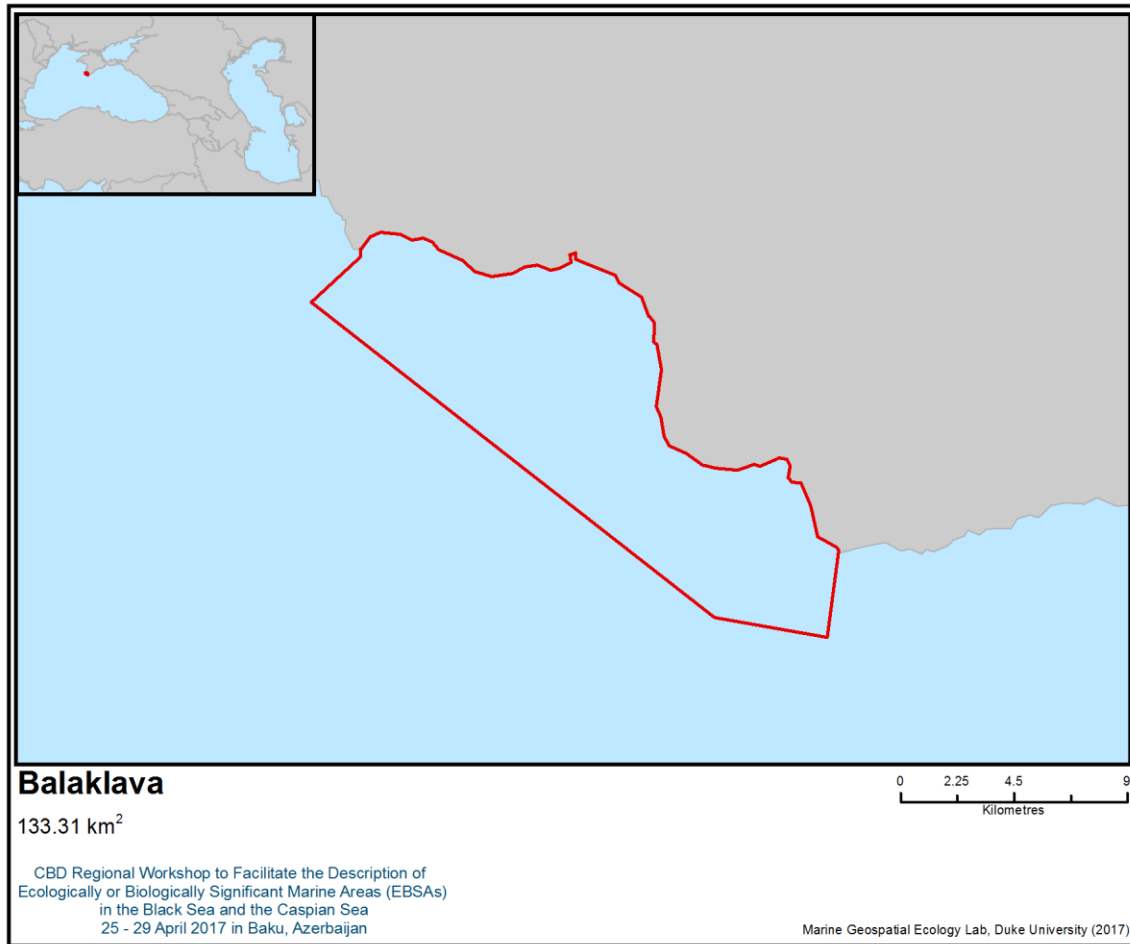 Balaklava
133.31 km²
0 2.25 4.5 9
Kilometres
CBD Regional Workshop to Facilitate the Description of
Ecologically or Biologically Significant Marine Areas (EBSAs)
in the Black Sea and the Caspian Sea
25 - 29 April 2017 in Baku, Azerbaijan
Marine Geospatial Ecology Lab, Duke University (2017)